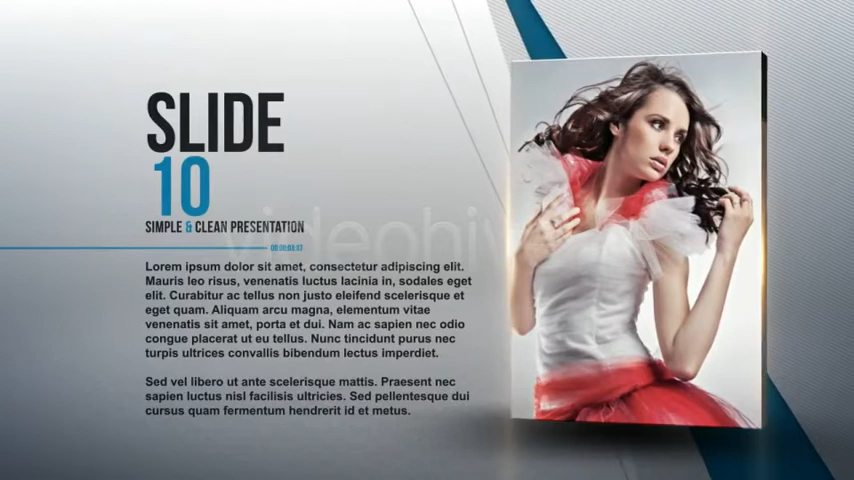 SLIDE
10
SIMPLE & CLEAN PRESENTATION
Lorem ipsum dolor sit amet, consectetur adipiscing elit.
Mauris leo risus, venenatis luctus lacinia in, sodales eget
elit. Curabitur ac tellus non justo eleifend scelerisque et
eget quam. Aliquam arcu magna, elementum vitae
venenatis sit amet, porta et dui. Nam ac sapien nec odio
congue placerat ut eu tellus. Nunc tincidunt purus nec
turpis ultrices convallis bibendum lectus imperdiet.
Sed vel libero ut ante scelerisque mattis. Praesent nec
sapien luctus nisl facilisis ultricies. Sed pellentesque dui
cursus quam fermentum hendrerit id et metus.
videohive